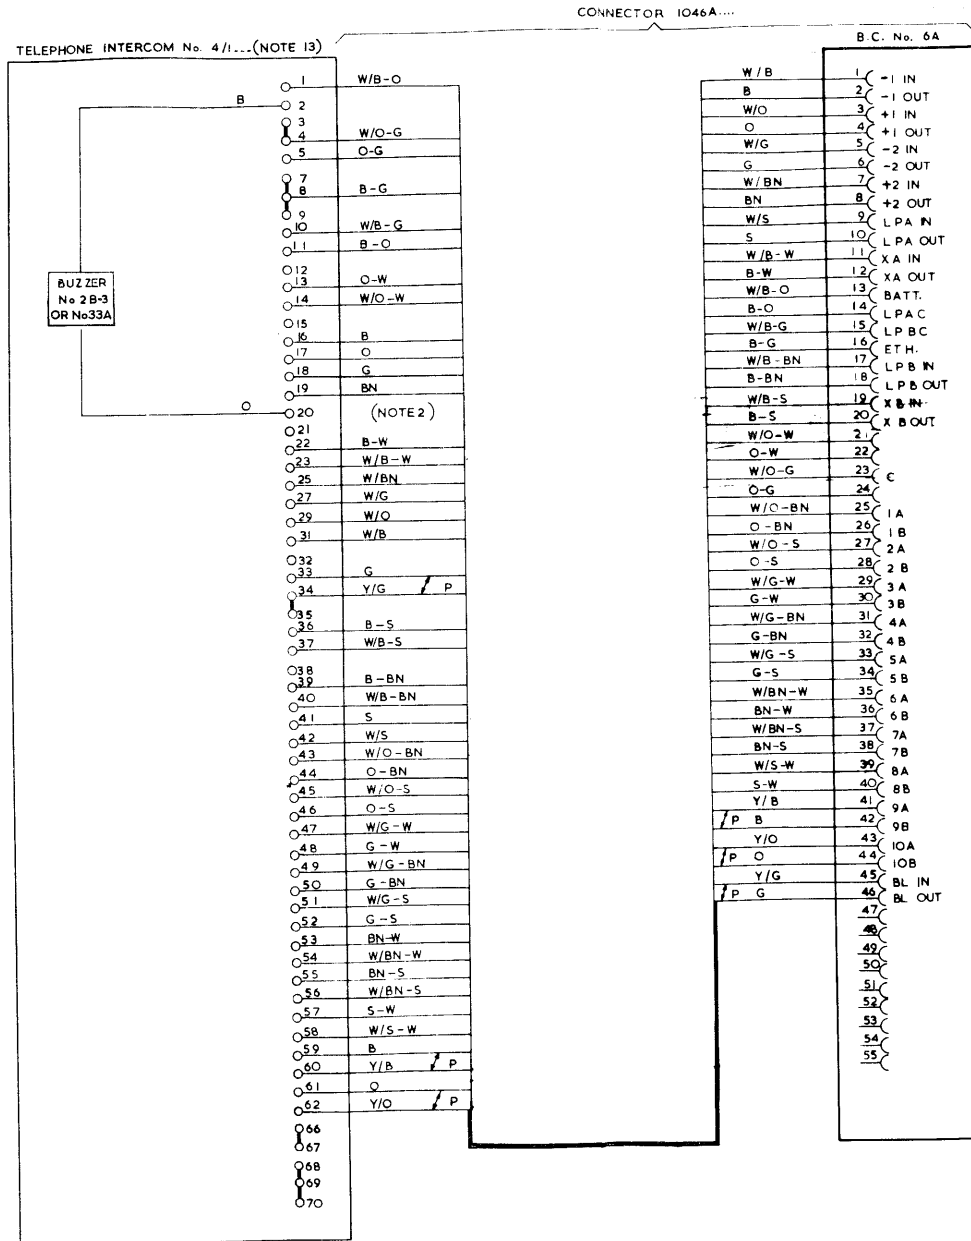 CONNECTOR 1046A....
TELEPHONE INTERCOM No. 4/1...(NOTE 13)
B.C. No. 6A
B
BUZZER
No 2B-3
OR No33A
O
1 W/B-O
2
3
4 W/O-G
5 O-G
7
8 B-G
9
10 W/B-G
11 B-O
12
13 O-W
14 W/O-W
15
16 B
17 O
18 G
19 BN
20 (NOTE 2)
21
22 B-W
23 W/B-W
25 W/BN
27 W/G
29 W/O
31 W/B
32
33 G
34 Y/G P
35
36 B-S
37 W/B-S
38
39 B-BN
40 W/B-BN
41 S
42 W/S
43 W/O-BN
44 O-BN
45 W/O-S
46 O-S
47 W/G-W
48 G-W
49 W/G-BN
50 G-BN
51 W/G-S
52 G-S
53 BN-W
54 W/BN-W
55 BN-S
56 W/BN-S
57 S-W
58 W/S-W
59 B
60 Y/B P
61 O
62 Y/O P
66
67
68
69
70
W/B 1 -1 IN
B 2 -1 OUT
W/O 3 +1 IN
O 4 +1 OUT
W/G 5 -2 IN
G 6 -2 OUT
W/BN 7 +2 IN
BN 8 +2 OUT
W/S 9 LPA IN
S 10 LPA OUT
W/B-W 11 XA IN
B-W 12 XA OUT
W/B-O 13 BATT.
B-O 14 LPAC
W/B-G 15 LPBC
B-G 16 ETH.
W/B-BN 17 LPB IN
B-BN 18 LPB OUT
W/B-S 19 XB IN
B-S 20 XB OUT
W/O-W 21
O-W 22
W/O-G 23 C
O-G 24
W/O-BN 25 1A
O-BN 26 1B
W/O-S 27 2A
O-S 28 2B
W/G-W 29 3A
G-W 30 3B
W/G-BN 31 4A
G-BN 32 4B
W/G-S 33 5A
G-S 34 5B
W/BN-W 35 6A
BN-W 36 6B
W/BN-S 37 7A
BN-S 38 7B
W/S-W 39 8A
S-W 40 8B
Y/B 41 9A
P B 42 9B
Y/O 43 10A
P O 44 10B
Y/G 45 BL IN
P G 46 BL OUT
47
48
49
50
51
52
53
54
55